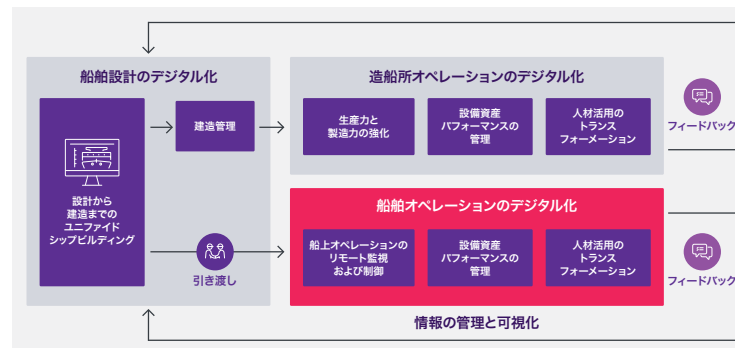 船舶設計のデジタル化
設計から
建造までの
ユニファイド
シップビルディング
建造管理
引き渡し
造船所オペレーションのデジタル化
生産力と
製造力の強化
設備資産
パフォーマンスの
管理
人材活用の
トランス
フォーメーション
フィードバック
船舶オペレーションのデジタル化
船上オペレーションの
リモート監視
および制御
設備資産
パフォーマンスの
管理
人材活用の
トランス
フォーメーション
フィードバック
情報の管理と可視化